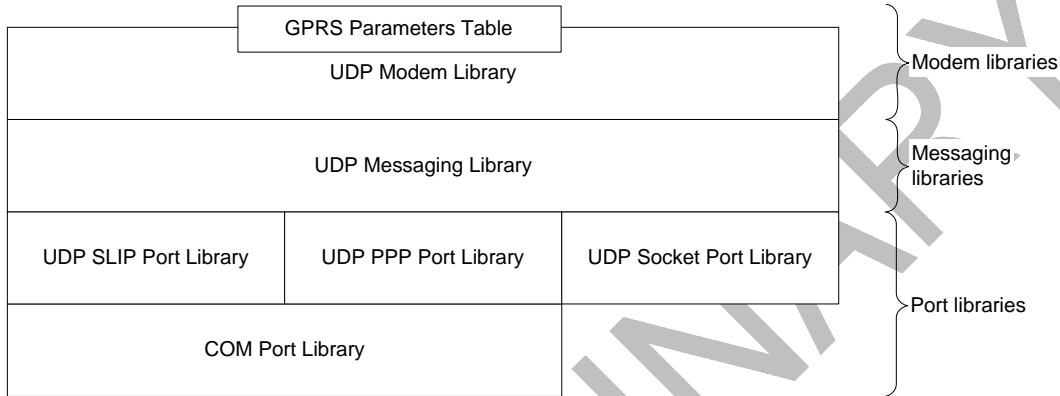 GPRS Parameters Table
UDP Modem Library
Modem libraries
UDP Messaging Library
Messaging
libraries
UDP SLIP Port Library
UDP PPP Port Library
UDP Socket Port Library
Port libraries
COM Port Library